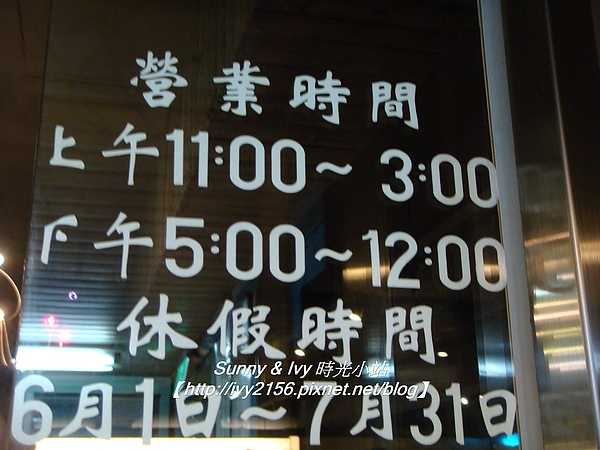 營業時間
上午11:00~3:00
下午5:00~12:00
休假時間
Sunny & Ivy 時光小站
【http://ivy2156.pixnet.net/blog】
6月1日~7月31日